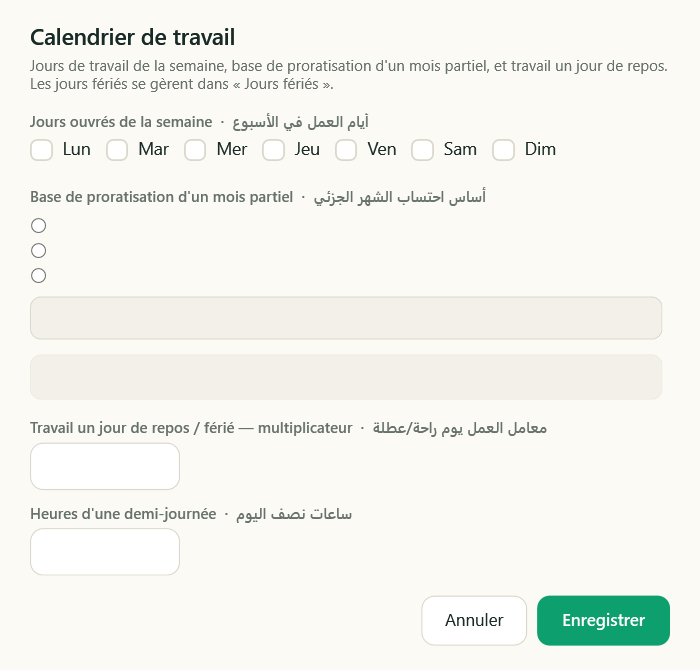 Calendrier de travail
Jours de travail de la semaine, base de proratisation d'un mois partiel, et travail un jour de repos.
Les jours fériés se gèrent dans « Jours fériés ».
Jours ouvrés de la semaine · أيام العمل في الأسبوع
Lun Mar Mer Jeu Ven Sam Dim
Base de proratisation d'un mois partiel · أساس احتساب الشهر الجزئي
Travail un jour de repos / férié — multiplicateur · معامل العمل يوم راحة/عطلة
Heures d'une demi-journée · ساعات نصف اليوم
Annuler Enregistrer